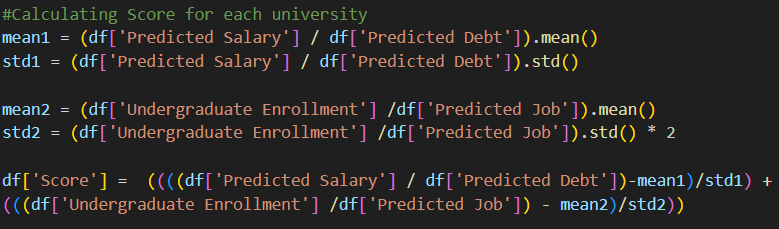 #Calculating Score for each university
mean1 = (df['Predicted Salary'] / df['Predicted Debt']).mean()
std1 = (df['Predicted Salary'] / df['Predicted Debt']).std()
mean2 = (df['Undergraduate Enrollment'] /df['Predicted Job']).mean()
std2 = (df['Undergraduate Enrollment'] /df['Predicted Job']).std() * 2
df['Score'] =  ((((df['Predicted Salary'] / df['Predicted Debt'])-mean1)/std1) +
(((df['Undergraduate Enrollment'] /df['Predicted Job']) - mean2)/std2))